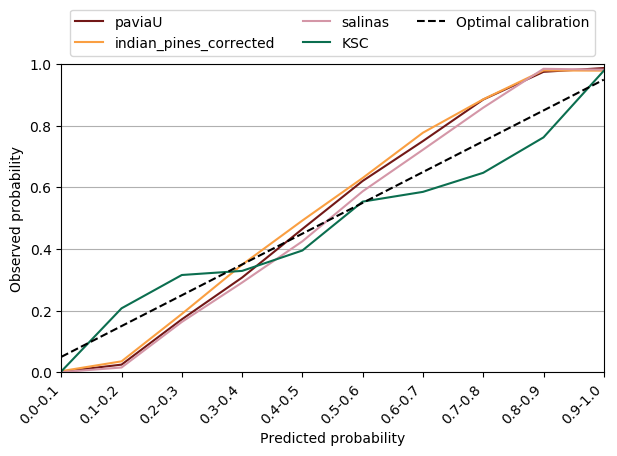 paviaU
indian_pines_corrected
salinas
KSC
Optimal calibration
Observed probability
1.0
0.8
0.6
0.4
0.2
0.0
0.0-0.1
0.1-0.2
0.2-0.3
0.3-0.4
0.4-0.5
0.5-0.6
0.6-0.7
0.7-0.8
0.8-0.9
0.9-1.0
Predicted probability